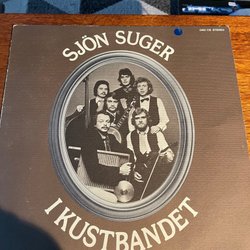 SJÖN SUGER
I KUSTBANDET